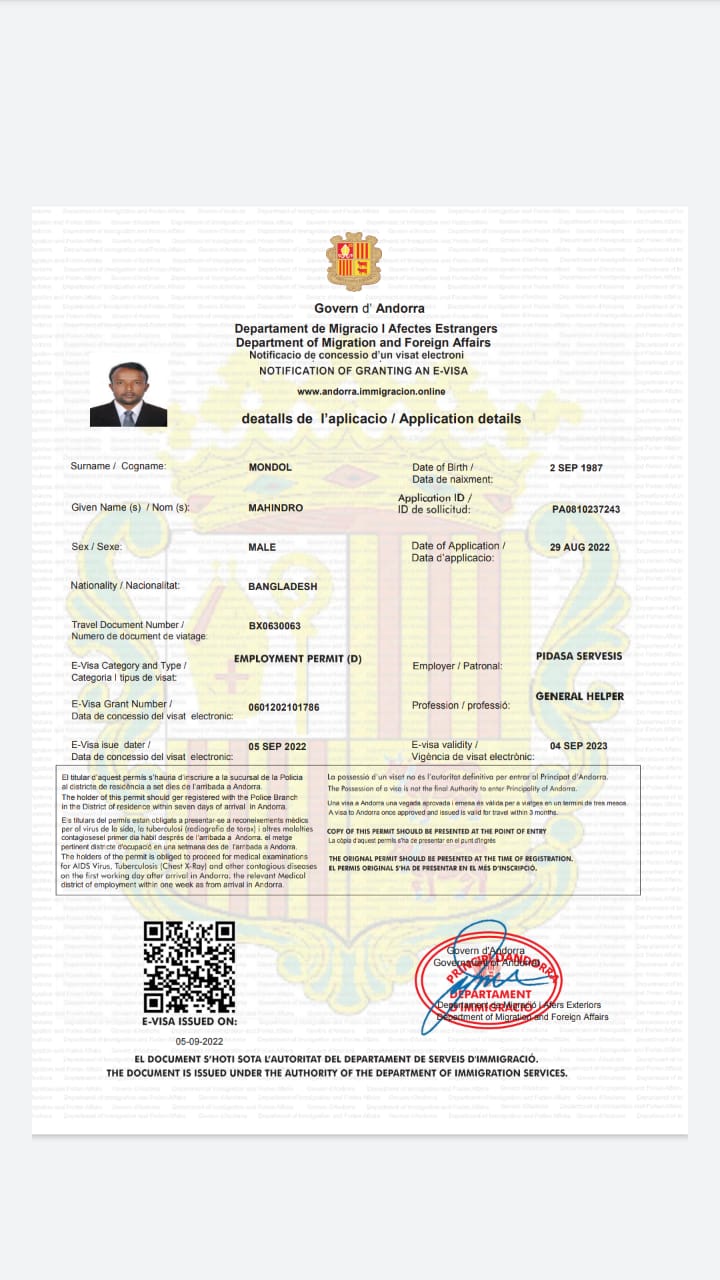 Govern d' Andorra
Departament de Migracio I Afectes Estrangers
Department of Migration and Foreign Affairs
Notificacio de concessio d'un visat electroni
NOTIFICATION OF GRANTING AN E-VISA
www.andorra.immigracion.online
deatalls de l'aplicacio / Application details
Surname / Cogname: MONDOL
Date of Birth / Data de naixment: 2 SEP 1987
Given Name (s) / Nom (s): MAHINDRO
Application ID / ID de sollicitud: PA0810237243
Sex / Sexe: MALE
Date of Application / Data d'applicacio: 29 AUG 2022
Nationality / Nacionalitat: BANGLADESH
Travel Document Number / Numero de document de viatage: BX0630063
E-Visa Category and Type / Categoria I tipus de visat: EMPLOYMENT PERMIT (D)
Employer / Patronal: PIDASA SERVESIS
E-Visa Grant Number / Data de concessio del visat electronic: 0601202101786
Profession / professió: GENERAL HELPER
E-Visa isue dater / Data de concessio del visat electronic: 05 SEP 2022
E-visa validity / Vigència de visat electrònic: 04 SEP 2023
El titular d'aquest permís s'hauria d'inscriure a la sucursal de la Policia
al districte de residència a set dies de l'arribada a Andorra.
The holder of this permit should ger registered with the Police Branch
in the District of residence within seven days of arrival in Andorra.
Els titulars del permís estan obligats a presentar-se a reconeixements mèdics
per al virus de la sida, la tuberculosi (radiografia de torax) i altres malalties
contagiosesel primer dia hàbil després de l'arribada a Andorra. el metge
pertinent districte d'ocupació en una setmana des de l'arribada a Andorra.
The holders of the permit is obliged to proceed for medical examinations
for AIDS Virus, Tuberculosis (Chest X-Ray) and other contagious diseases
on the first working day after arrival in Andorra. the relevant Medical
district of employment within one week as from arrival in Andorra.
La possessió d'un viset no és l'autoritat definitiva per entrar al Principat d'Andorra.
The Possession of a visa is not the final Authority to enter Principality of Andorra.
Una visa a Andorra una vegada aprovada i emesa és vàlida per a viatges en un termini de tres mesos.
A visa to Andorra once approved and issued is valid for travel within 3 months.
COPY OF THIS PERMIT SHOULD BE PRESENTED AT THE POINT OF ENTRY
La còpia d'aquest permís s'ha de presentar en el punt d'ingrés
THE ORIGNAL PERMIT SHOULD BE PRESENTED AT THE TIME OF REGISTRATION.
EL PERMIS ORIGINAL S'HA DE PRESENTAR EN EL MÉS D'INSCRIPCIÓ.
E-VISA ISSUED ON:
05-09-2022
Govern d'Andorra
Government of Andorra
PRINCIPI D'ANDORRA
DEPARTAMENT
D'IMMIGRACIÓ
Departament de Migració I Afers Exteriors
Department of Migration and Foreign Affairs
EL DOCUMENT S'HOTI SOTA L'AUTORITAT DEL DEPARTAMENT DE SERVEIS D'IMMIGRACIÓ.
THE DOCUMENT IS ISSUED UNDER THE AUTHORITY OF THE DEPARTMENT OF IMMIGRATION SERVICES.